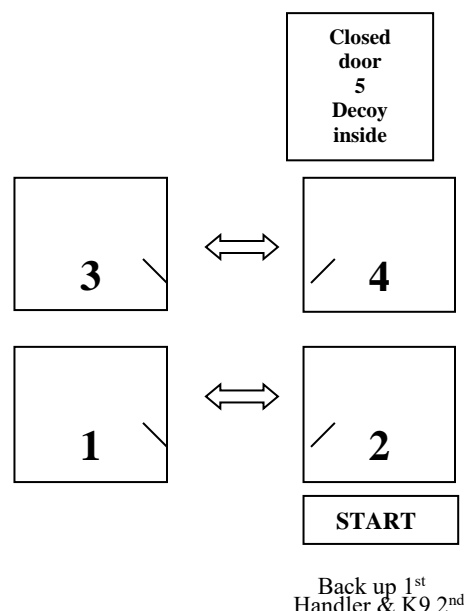 Closed
door
5
Decoy
inside
3
4
1
2
START
Back up 1st
Handler & K9 2nd